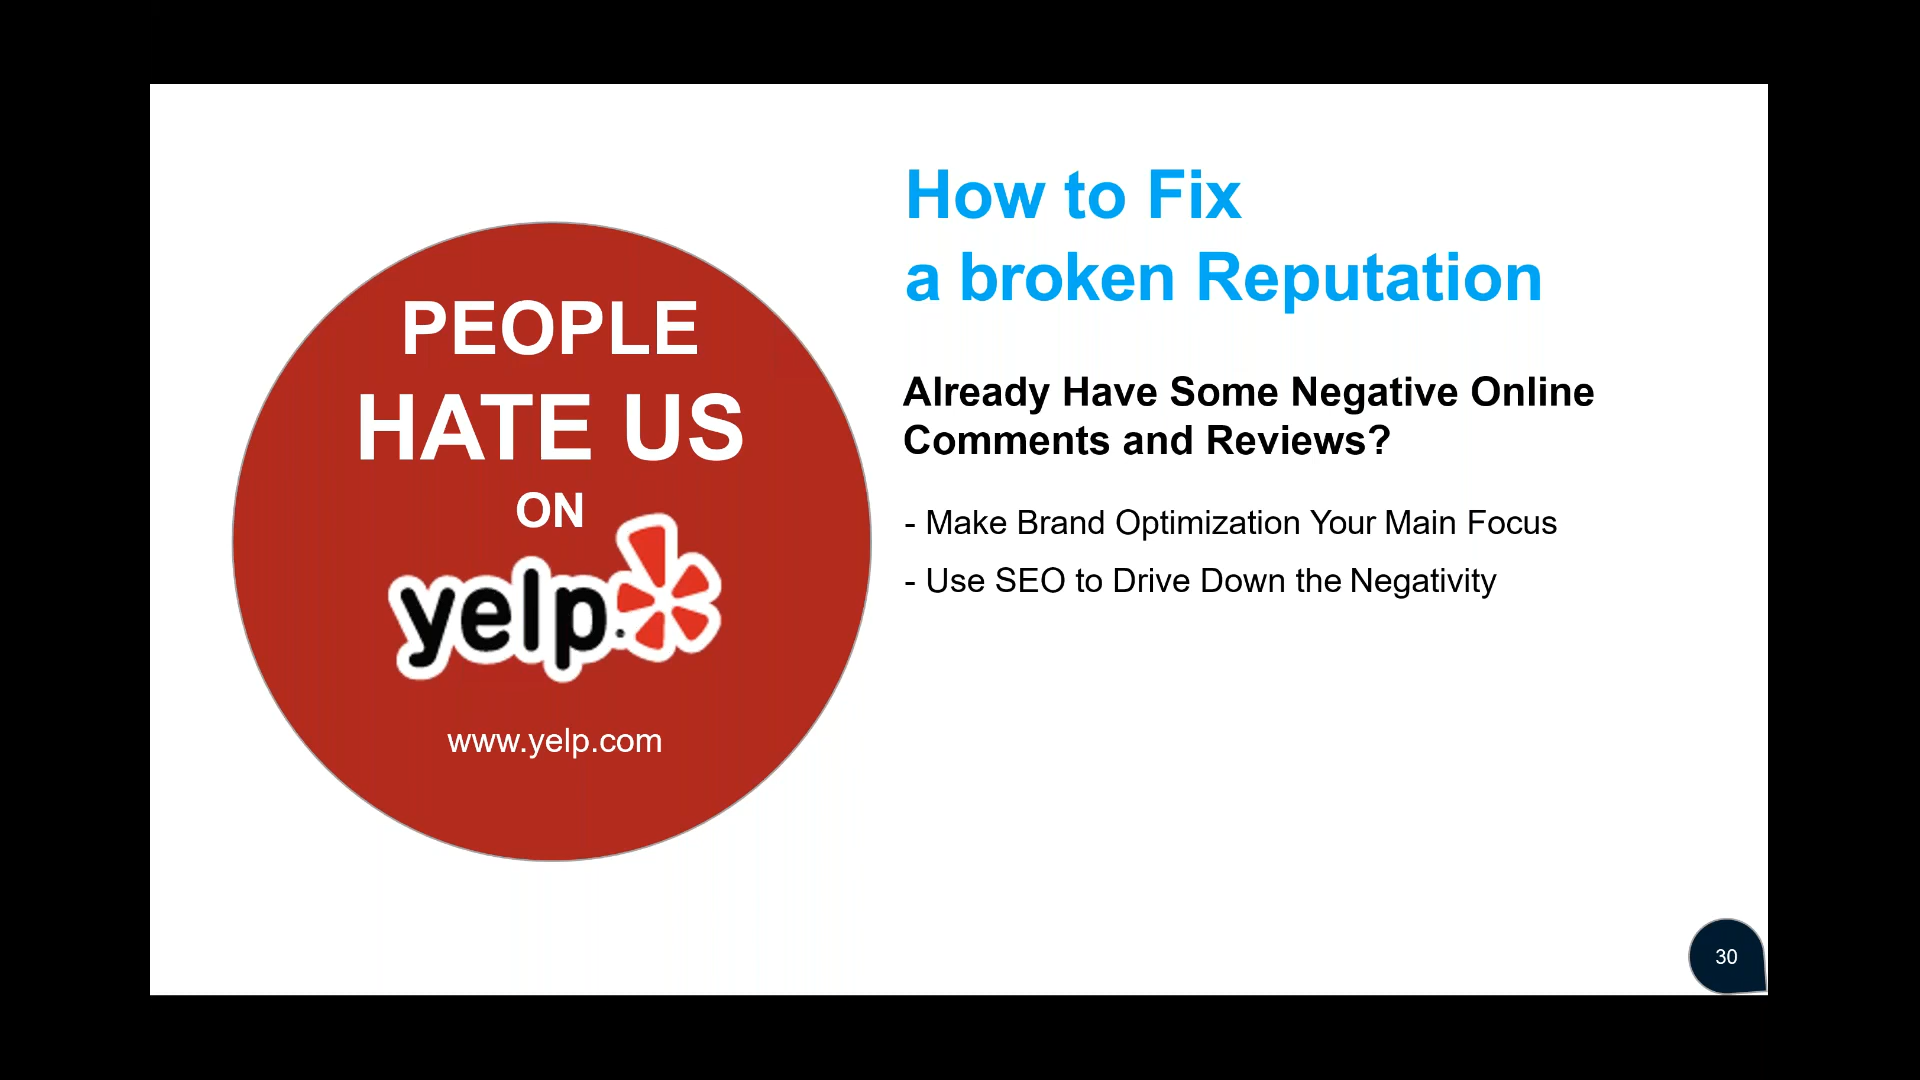 PEOPLE
HATE US
ON
yelp
www.yelp.com
How to Fix
a broken Reputation
Already Have Some Negative Online
Comments and Reviews?
- Make Brand Optimization Your Main Focus
- Use SEO to Drive Down the Negativity
30